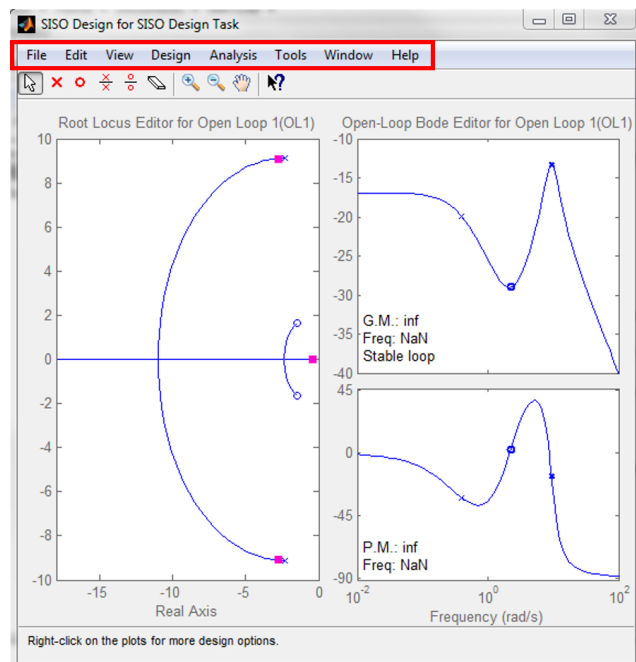 SISO Design for SISO Design Task
File Edit View Design Analysis Tools Window Help
Root Locus Editor for Open Loop 1(OL1)
10
8
6
4
2
0
-2
-4
-6
-8
-10
-15 -10 -5 0
Real Axis
Open-Loop Bode Editor for Open Loop 1(OL1)
-10
-15
-20
-25
-30
-35
-40
G.M.: inf
Freq: NaN
Stable loop
45
0
-45
-90
P.M.: inf
Freq: NaN
10^-2 10^0 10^2
Frequency (rad/s)
Right-click on the plots for more design options.